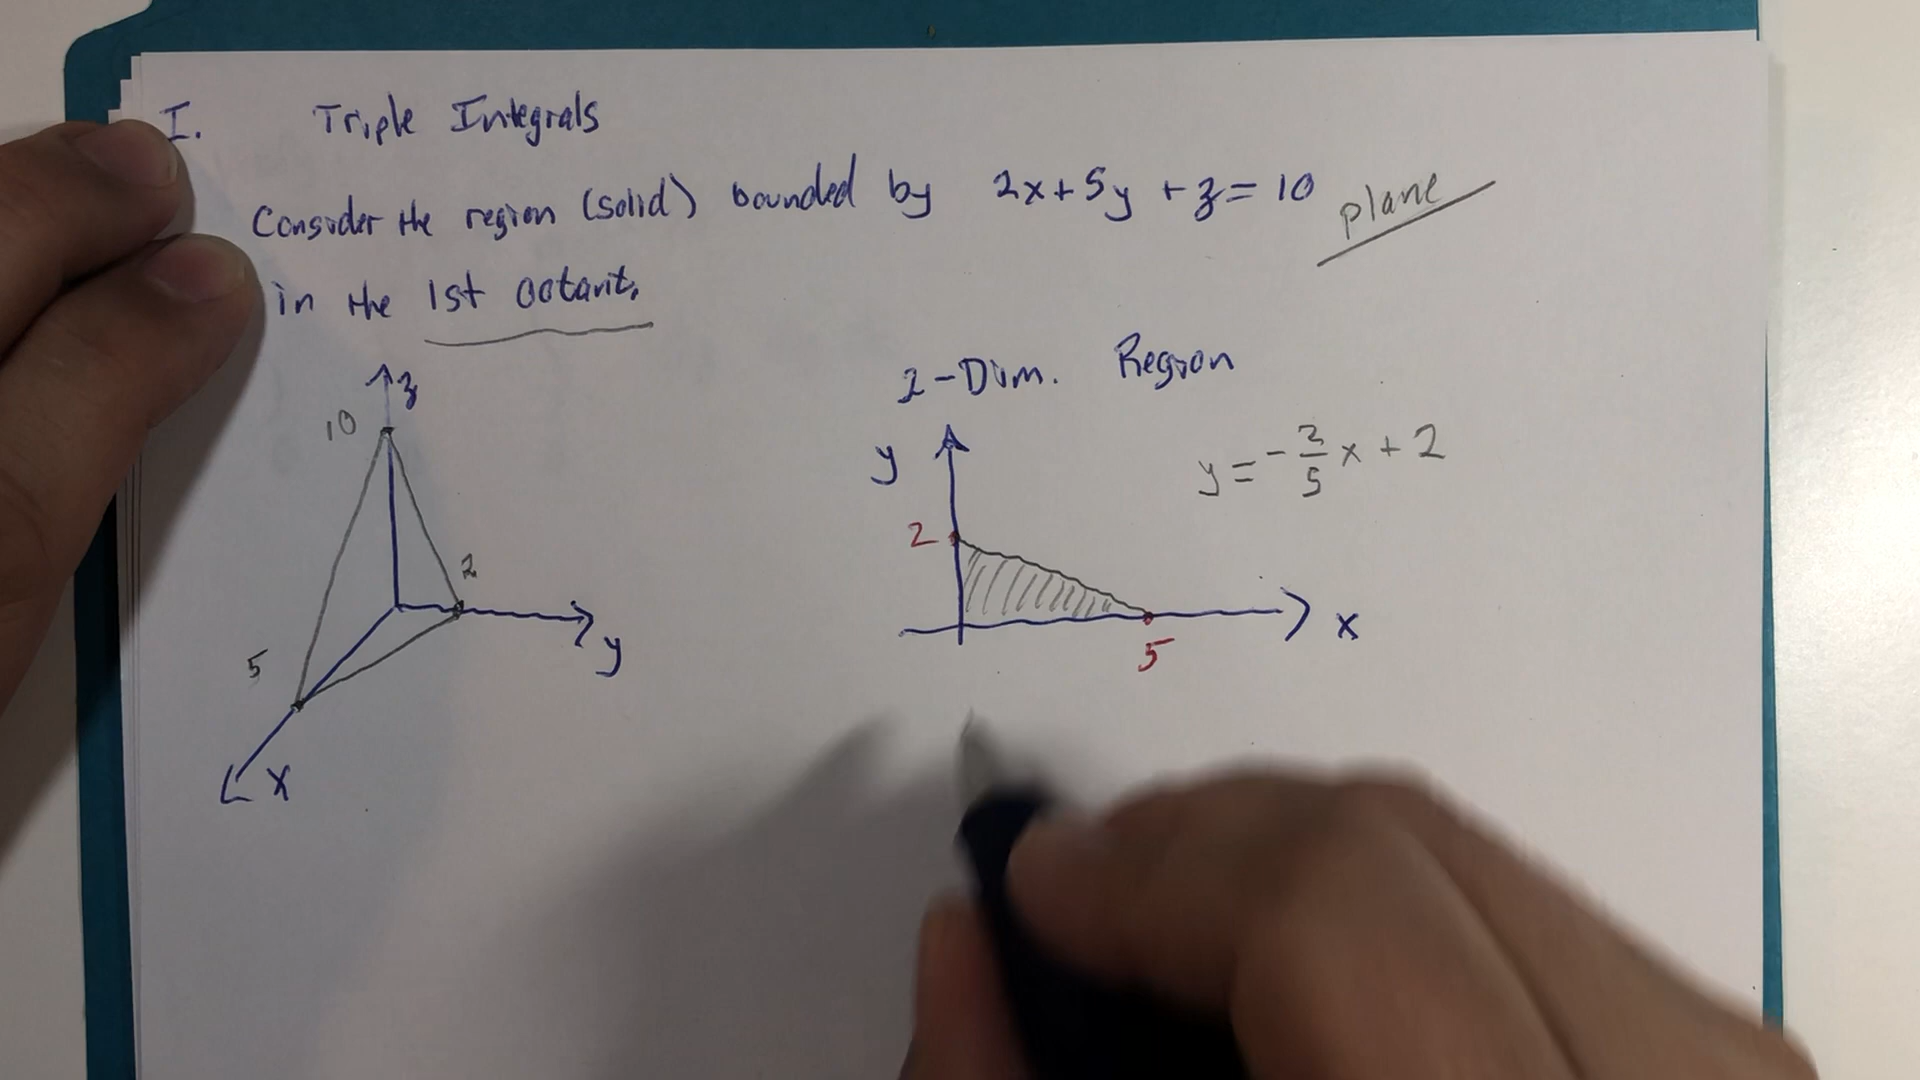 I. Triple Integrals
Consider the region (solid) bounded by 2x+5y+z=10 plane
in the 1st octant.
z
10
2
5
y
x
2-Dim. Region
y
y = -2/5 x + 2
2
5
x